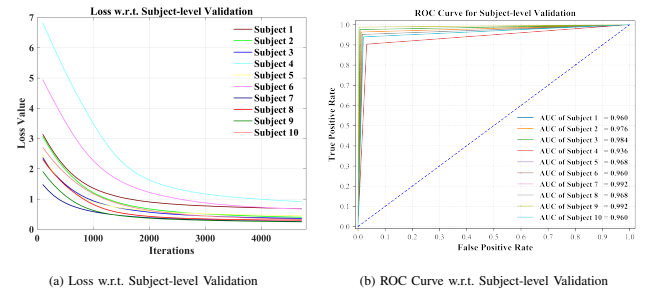 Loss w.r.t. Subject-level Validation
7
6
5
4
3
2
1
0
Loss Value
0
1000
2000
3000
4000
Iterations
Subject 1
Subject 2
Subject 3
Subject 4
Subject 5
Subject 6
Subject 7
Subject 8
Subject 9
Subject 10
(a) Loss w.r.t. Subject-level Validation
ROC Curve for Subject-level Validation
1.0
0.9
0.8
0.7
0.6
0.5
0.4
0.3
0.2
0.1
0.0
True Positive Rate
0.0
0.1
0.2
0.3
0.4
0.5
0.6
0.7
0.8
0.9
1.0
False Positive Rate
AUC of Subject 1 = 0.960
AUC of Subject 2 = 0.976
AUC of Subject 3 = 0.984
AUC of Subject 4 = 0.936
AUC of Subject 5 = 0.968
AUC of Subject 6 = 0.960
AUC of Subject 7 = 0.992
AUC of Subject 8 = 0.968
AUC of Subject 9 = 0.992
AUC of Subject 10 = 0.960
(b) ROC Curve w.r.t. Subject-level Validation